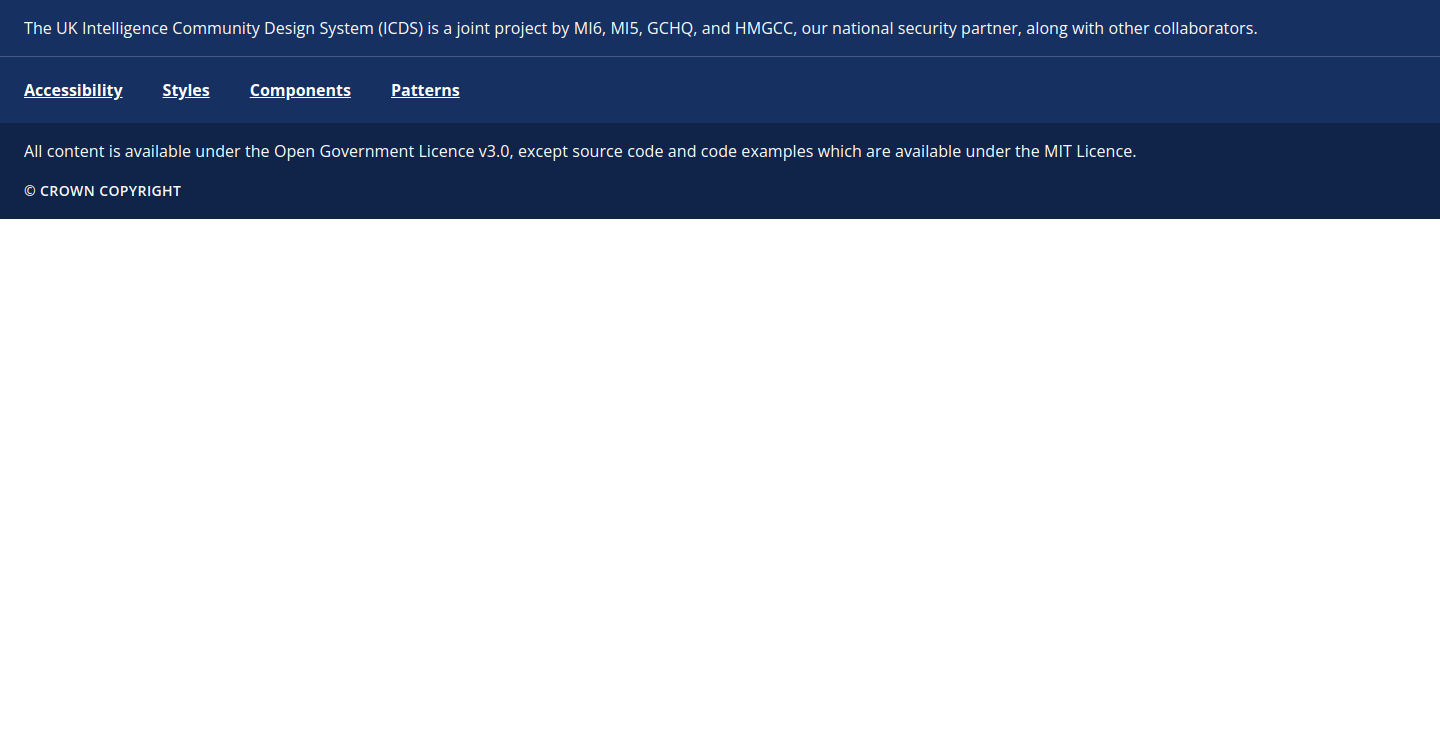 The UK Intelligence Community Design System (ICDS) is a joint project by MI6, MI5, GCHQ, and HMGCC, our national security partner, along with other collaborators.
Accessibility Styles Components Patterns
All content is available under the Open Government Licence v3.0, except source code and code examples which are available under the MIT Licence.
© CROWN COPYRIGHT